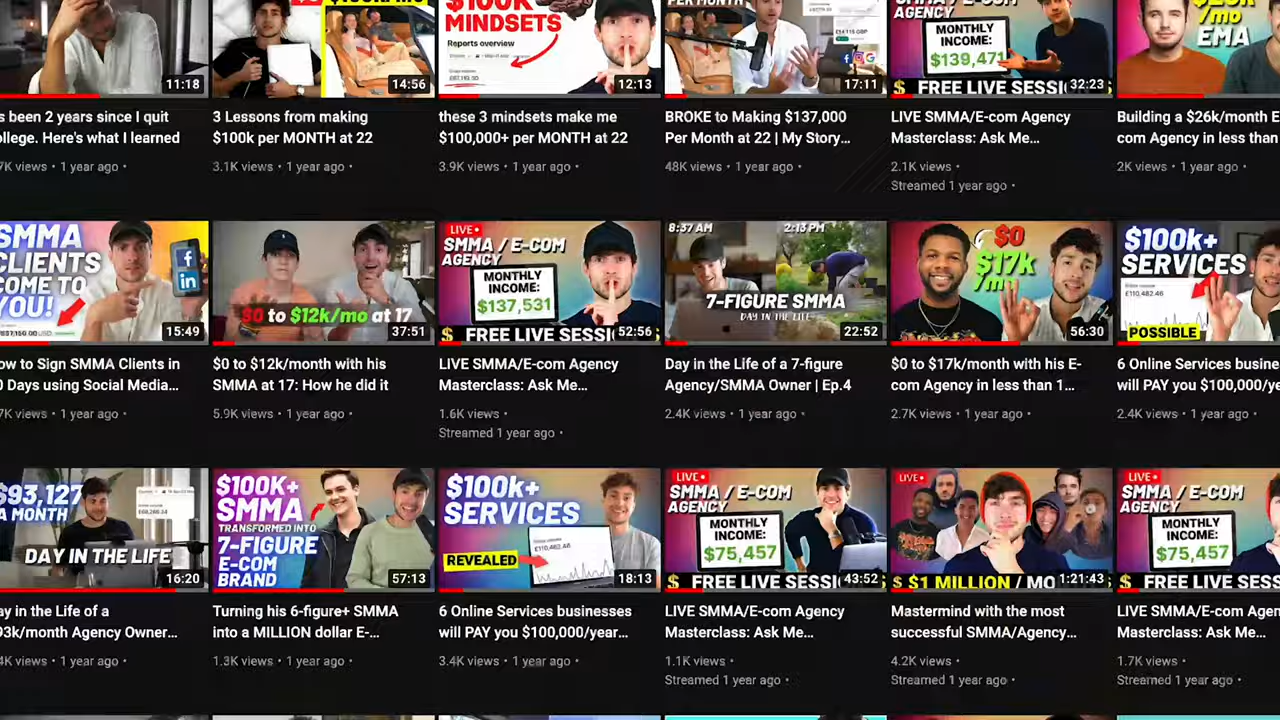 $100K
MINDSETS
Reports overview
11:18
14:56
12:13
PER MONTH
17:11
AGENCY
MONTHLY
INCOME:
$139,471
FREE LIVE SESSI
32:23
/mo
EMA
s been 2 years since I quit
ollege. Here's what I learned
7K views • 1 year ago •
3 Lessons from making
$100k per MONTH at 22
3.1K views • 1 year ago •
these 3 mindsets make me
$100,000+ per MONTH at 22
3.9K views • 1 year ago •
BROKE to Making $137,000
Per Month at 22 | My Story...
48K views • 1 year ago •
LIVE SMMA/E-com Agency
Masterclass: Ask Me...
2.1K views •
Streamed 1 year ago •
Building a $26k/month E
com Agency in less than
2K views • 1 year ago •
SMMA
CLIENTS
COME TO
YOU!
15:49
$0 to $12k/mo at 17
37:51
LIVE
SMMA / E-COM
AGENCY
MONTHLY
INCOME:
$137,531
$ FREE LIVE SESSI
52:56
8:37 AM
2:13 PM
7-FIGURE SMMA
DAY IN THE LIFE
22:52
$0
$17k
/m
56:30
$100k+
SERVICES
£110,482.46
POSSIBLE
ow to Sign SMMA Clients in
0 Days using Social Media...
7K views • 1 year ago •
$0 to $12k/month with his
SMMA at 17: How he did it
5.9K views • 1 year ago •
LIVE SMMA/E-com Agency
Masterclass: Ask Me...
1.6K views •
Streamed 1 year ago •
Day in the Life of a 7-figure
Agency/SMMA Owner | Ep.4
2.4K views • 1 year ago •
$0 to $17k/month with his E-
com Agency in less than 1...
2.7K views • 1 year ago •
6 Online Services busine
will PAY you $100,000/ye
2.4K views • 1 year ago •
$93,127
A MONTH
DAY IN THE LIFE
16:20
$100K+
SMMA
TRANSFORMED INTO
7-FIGURE
E-COM
BRAND
57:13
$100k+
SERVICES
REVEALED
£110,482.46
18:13
LIVE
SMMA / E-COM
AGENCY
MONTHLY
INCOME:
$75,457
$ FREE LIVE SESSI
43:52
LIVE
$ $1 MILLION / MO
1:21:43
LIVE
SMMA / E-COM
AGENCY
MONTHLY
INCOME:
$75,457
$ FREE LIVE SESSI
ay in the Life of a
93k/month Agency Owner...
4K views • 1 year ago •
Turning his 6-figure+ SMMA
into a MILLION dollar E-...
1.3K views • 1 year ago •
6 Online Services businesses
will PAY you $100,000/year...
3.4K views • 1 year ago •
LIVE SMMA/E-com Agency
Masterclass: Ask Me...
1.1K views •
Streamed 1 year ago •
Mastermind with the most
successful SMMA/Agency...
4.2K views •
Streamed 1 year ago •
LIVE SMMA/E-com Agen
Masterclass: Ask Me...
1.7K views •
Streamed 1 year ago •